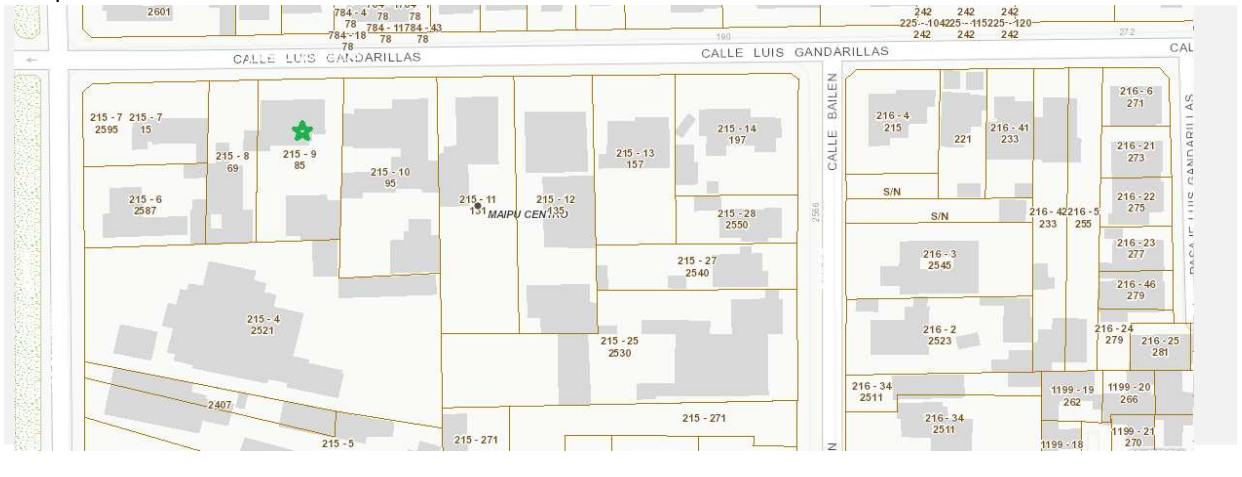 2601
784 - 4
78
78
784 - 11
784 - 43
784 - 18
78
78
78
242
242
242
225 - 104
225 - 115
225 - 120
242
242
242
190
272
CALLE LUIS GANDARILLAS
CALLE LUIS GANDARILLAS
CAL
215 - 7
2595
215 - 7
15
215 - 8
69
215 - 9
85
215 - 10
95
215 - 6
2587
215 - 11
131
MAIPU CENTRO
215 - 12
135
215 - 13
157
215 - 14
197
215 - 28
2550
215 - 27
2540
215 - 4
2521
215 - 25
2530
2407
215 - 5
215 - 271
215 - 271
CALLE BAILEN
2566
N
216 - 4
215
221
216 - 41
233
216 - 6
271
216 - 21
273
S/N
S/N
216 - 42
233
216 - 5
255
216 - 22
275
216 - 3
2545
216 - 23
277
216 - 46
279
216 - 2
2523
216 - 24
279
216 - 25
281
216 - 34
2511
216 - 34
2511
1199 - 19
262
1199 - 20
266
1199 - 21
270
1199 - 18
PASAJE LUIS GANDARILLAS